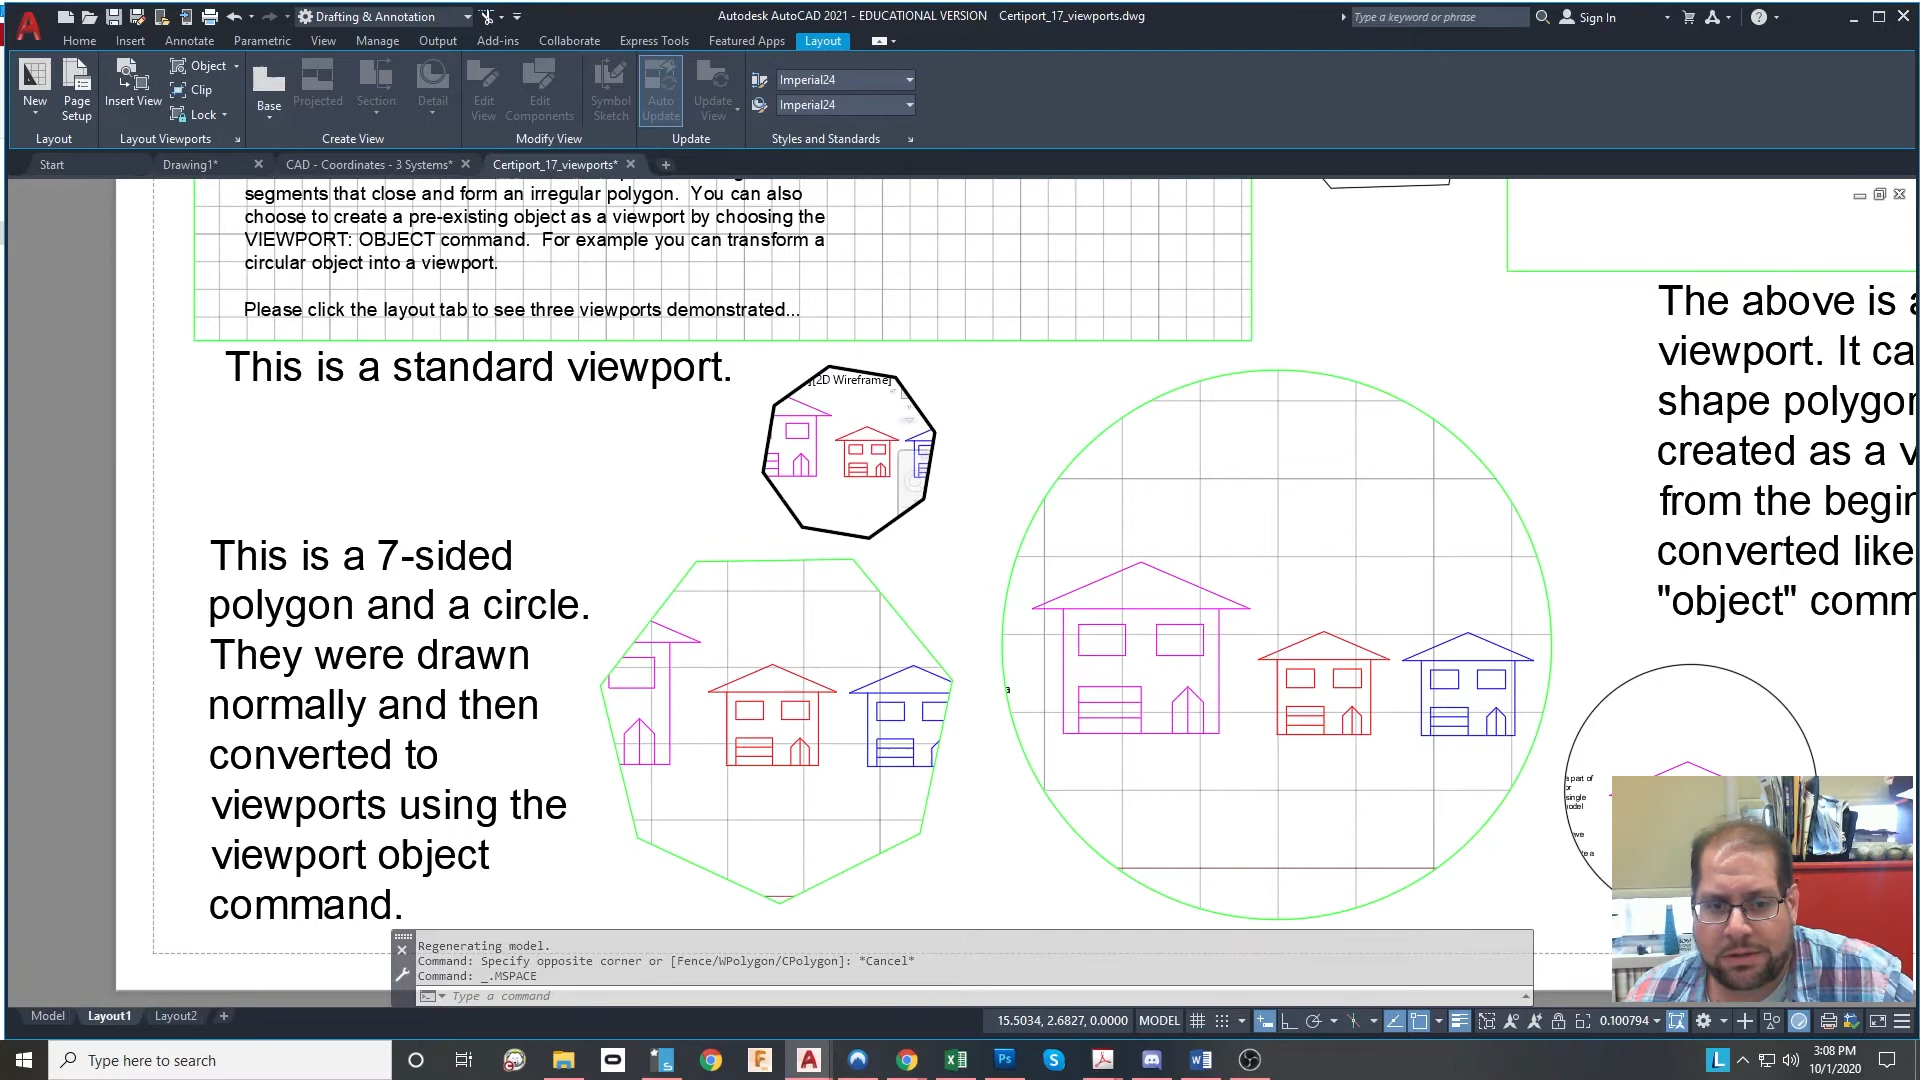 Drafting & Annotation
Autodesk AutoCAD 2021 - EDUCATIONAL VERSION Certiport_17_viewports.dwg
Type a keyword or phrase
Sign In
Home Insert Annotate Parametric View Manage Output Add-ins Collaborate Express Tools Featured Apps Layout
New
Page Setup
Insert View
Object
Clip
Lock
Base
Projected
Section
Detail
Edit View
Edit Components
Symbol Sketch
Auto Update
Update View
Imperial24
Imperial24
Layout
Layout Viewports
Create View
Modify View
Update
Styles and Standards
Start
Drawing1*
CAD - Coordinates - 3 Systems*
Certiport_17_viewports*
segments that close and form an irregular polygon. You can also
choose to create a pre-existing object as a viewport by choosing the
VIEWPORT: OBJECT command. For example you can transform a
circular object into a viewport.
Please click the layout tab to see three viewports demonstrated...
This is a standard viewport.
][2D Wireframe]
The above is a
viewport. It ca
shape polygor
created as a v
from the begir
converted like
"object" comm
This is a 7-sided
polygon and a circle.
They were drawn
normally and then
converted to
viewports using the
viewport object
command.
a
a part of
or
single
odel
ve
te a
Regenerating model.
Command: Specify opposite corner or [Fence/WPolygon/CPolygon]: *Cancel*
Command: _.MSPACE
Type a command
Model Layout1 Layout2
15.5034, 2.6827, 0.0000 MODEL
0.100794
Type here to search
3:08 PM
10/1/2020